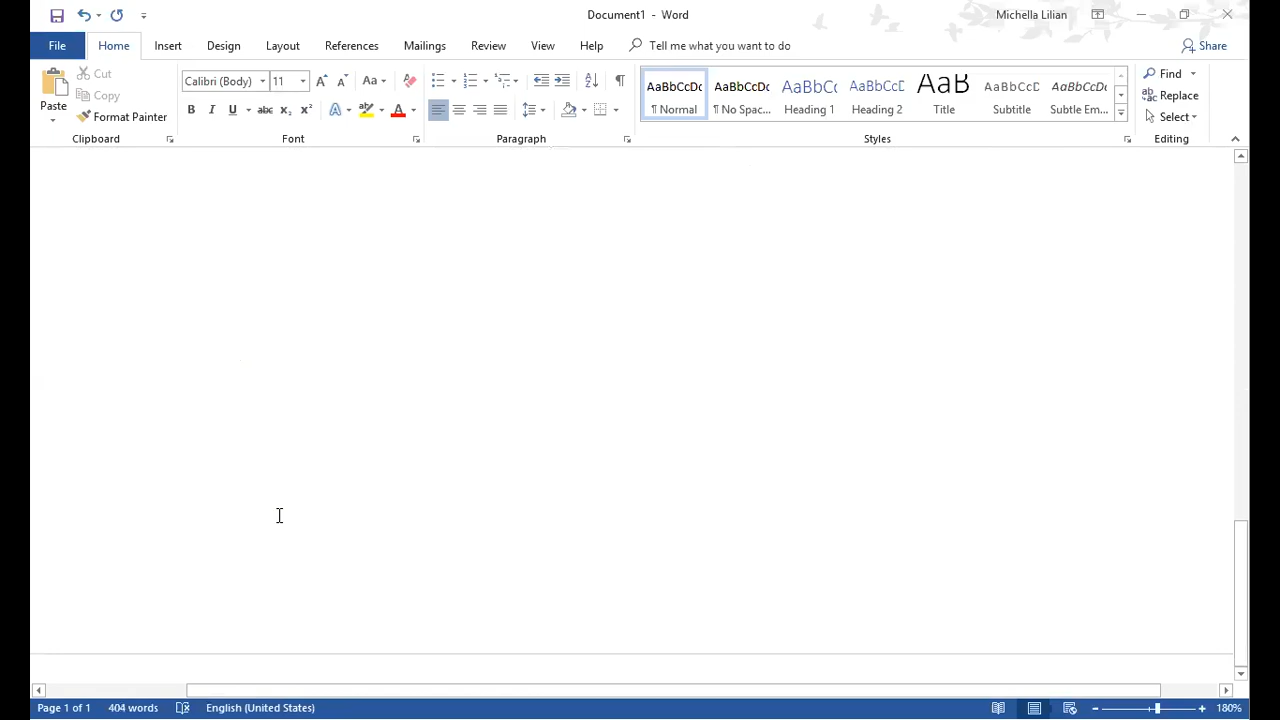 Document1 - Word
Michella Lilian
File Home Insert Design Layout References Mailings Review View Help Tell me what you want to do Share
Paste
Cut
Copy
Format Painter
Clipboard
Calibri (Body) 11
Font
Paragraph
AaBbCcDc AaBbCcDc AaBbC AaBbCcD AaB AaBbCcD AaBbCcDc
¶ Normal ¶ No Spac... Heading 1 Heading 2 Title Subtitle Subtle Em...
Styles
Find
Replace
Select
Editing
Page 1 of 1 404 words English (United States) 180%